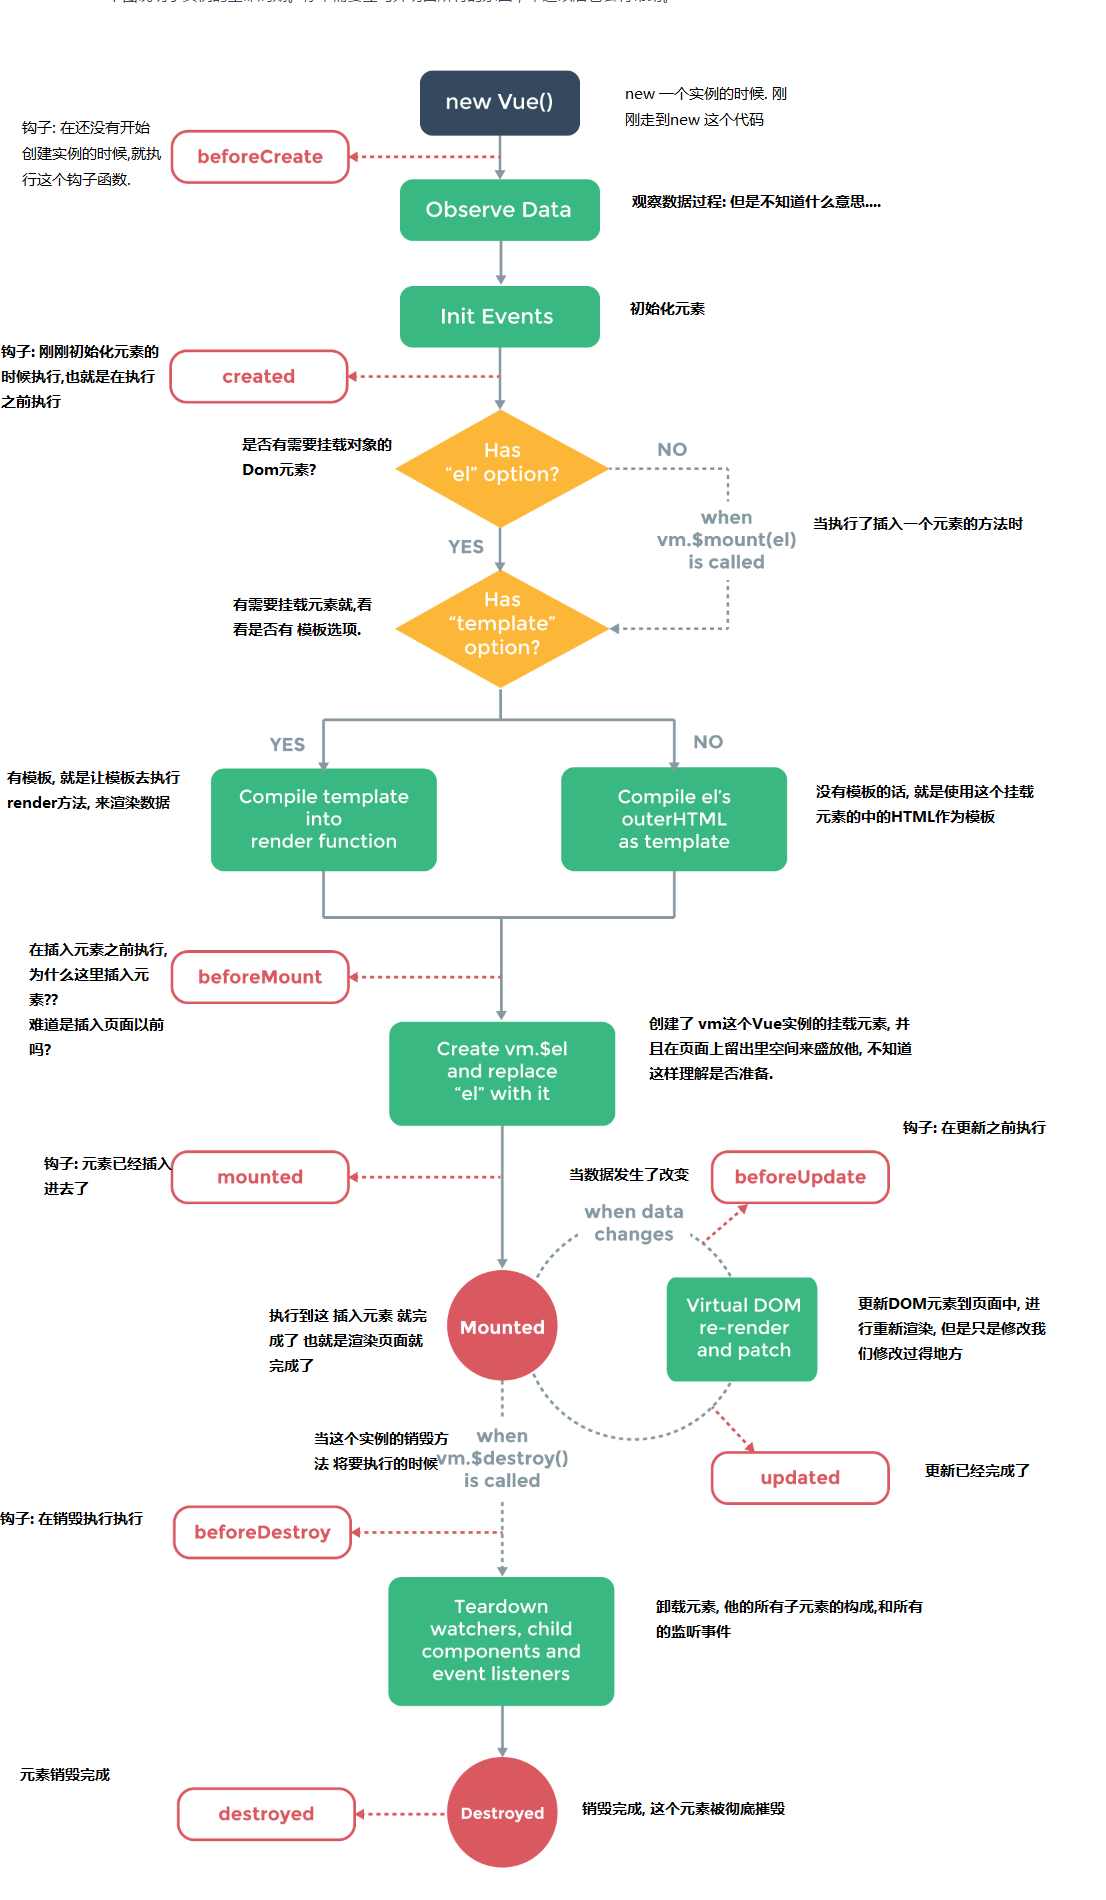 new Vue()
new 一个实例的时候. 刚
刚走到new 这个代码
钩子: 在还没有开始
创建实例的时候,就执
行这个钩子函数.
beforeCreate
Observe Data
观察数据过程: 但是不知道什么意思....
Init Events
初始化元素
钩子: 刚刚初始化元素的
时候执行,也就是在执行
之前执行
created
是否有需要挂载对象的
Dom元素?
Has
“el” option?
NO
when
vm.$mount(el)
is called
当执行了插入一个元素的方法时
YES
有需要挂载元素就,看
看是否有 模板选项.
Has
“template”
option?
YES
NO
有模板, 就是让模板去执行
render方法, 来渲染数据
Compile template
into
render function
Compile el’s
outerHTML
as template
没有模板的话, 就是使用这个挂载
元素的中的HTML作为模板
在插入元素之前执行,
为什么这里插入元
素??
难道是插入页面以前
吗?
beforeMount
Create vm.$el
and replace
“el” with it
创建了 vm这个Vue实例的挂载元素, 并
且在页面上留出里空间来盛放他, 不知道
这样理解是否准备.
钩子: 元素已经插入
进去了
mounted
钩子: 在更新之前执行
当数据发生了改变
beforeUpdate
when data
changes
执行到这 插入元素 就完
成了 也就是渲染页面就
完成了
Mounted
Virtual DOM
re-render
and patch
更新DOM元素到页面中, 进
行重新渲染, 但是只是修改我
们修改过得地方
当这个实例的销毁方
法 将要执行的时候
when
vm.$destroy()
is called
updated
更新已经完成了
钩子: 在销毁执行执行
beforeDestroy
Teardown
watchers, child
components and
event listeners
卸载元素, 他的所有子元素的构成,和所有
的监听事件
元素销毁完成
destroyed
Destroyed
销毁完成, 这个元素被彻底摧毁